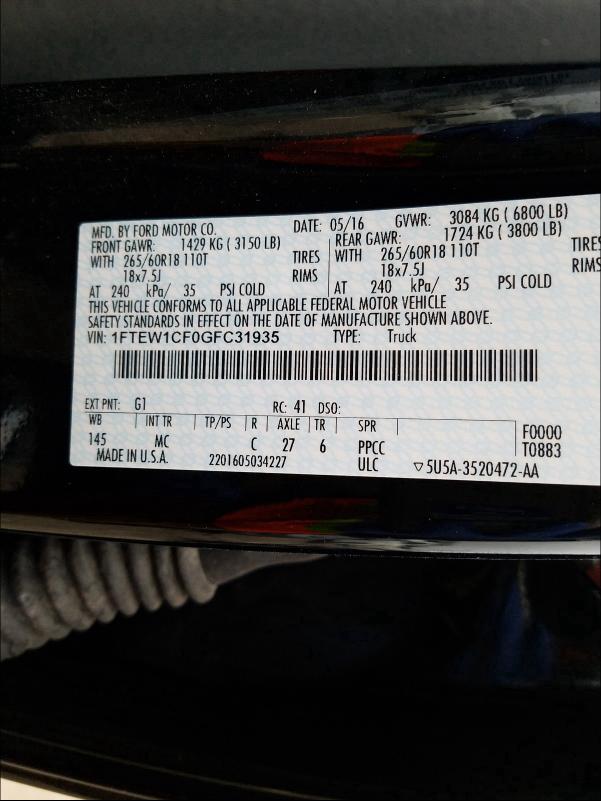 MFD. BY FORD MOTOR CO. DATE: 05/16 GVWR: 3084 KG ( 6800 LB)
FRONT GAWR: 1429 KG ( 3150 LB) REAR GAWR: 1724 KG ( 3800 LB)
WITH 265/60R18 110T TIRES WITH 265/60R18 110T TIRES
18x7.5J RIMS 18x7.5J RIMS
AT 240 kPa/ 35 PSI COLD AT 240 kPa/ 35 PSI COLD
THIS VEHICLE CONFORMS TO ALL APPLICABLE FEDERAL MOTOR VEHICLE
SAFETY STANDARDS IN EFFECT ON THE DATE OF MANUFACTURE SHOWN ABOVE.
VIN: 1FTEW1CF0GFC31935 TYPE: Truck
EXT PNT: G1 RC: 41 DSO:
WB INT TR TP/PS R AXLE TR SPR F0000
145 MC C 27 6 PPCC T0883
MADE IN U.S.A. 2201605034227 ULC ▽5U5A-3520472-AA